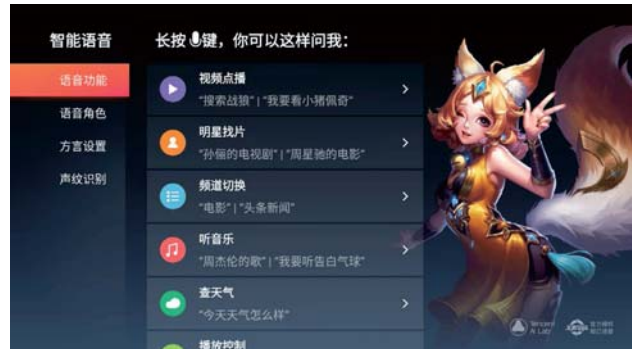 智能语音
语音功能
语音角色
方言设置
声纹识别
长按键，你可以这样问我：
视频点播
"搜索战狼" | "我要看小猪佩奇"
明星找片
"孙俪的电视剧" | "周星驰的电影"
频道切换
"电影" | "头条新闻"
听音乐
"周杰伦的歌" | "我要听告白气球"
查天气
"今天天气怎么样"
播放控制